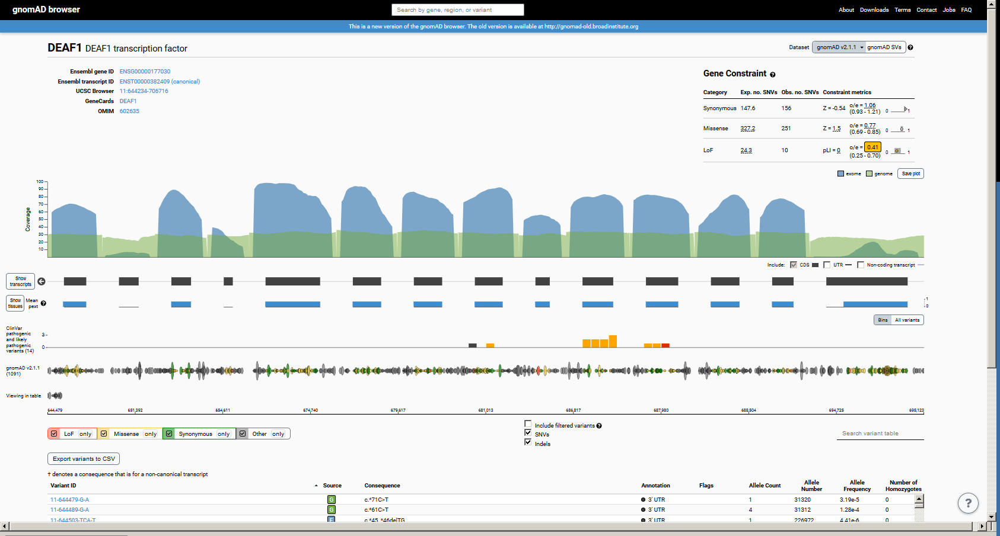 gnomAD browser
Search by gene, region, or variant
About Downloads Terms Contact Jobs FAQ
This is a new version of the gnomAD browser. The old version is available at http://gnomad-old.broadinstitute.org
DEAF1 DEAF1 transcription factor
Dataset gnomAD v2.1.1 gnomAD SVs ?
Ensembl gene ID ENSG00000177030
Ensembl transcript ID ENST00000382409 (canonical)
UCSC Browser 11:644234-706716
GeneCards DEAF1
OMIM 602635
Gene Constraint ?
Category Exp. no. SNVs Obs. no. SNVs Constraint metrics
Synonymous 147.6 156 Z = -0.54 o/e = 1.06 (0.93 - 1.21) 0 1
Missense 327.2 251 Z = 1.5 o/e = 0.77 (0.69 - 0.85) 0 1
LoF 24.3 10 pLI = 0 o/e = 0.41 (0.25 - 0.70) 0 1
exome genome Save plot
Coverage
100
90
80
70
60
50
40
30
20
10
Include: CDS UTR Non-coding transcript
Show transcripts
Show tissues Mean pext ?
1
0
Bins All variants
ClinVar
pathogenic
and likely
pathogenic
variants (14)
3
0
gnomAD v2.1.1
(1091)
Viewing in table
644,479 651,392 654,611 674,740 679,617 681,013 686,817 687,980 688,504 694,725 695,123
LoF only Missense only Synonymous only Other only
Include filtered variants ?
SNVs
Indels
Search variant table
Export variants to CSV
† denotes a consequence that is for a non-canonical transcript
Variant ID Source Consequence Annotation Flags Allele Count Allele Number Allele Frequency Number of Homozygotes
11-644479-G-A G c.*71C>T 3' UTR 1 31320 3.19e-5 0
11-644489-G-A G c.*61C>T 3' UTR 4 31312 1.28e-4 0
11-644503-TCA-T E c.*45_*46delTG 3' UTR 1 226972 4.41e-6 0
?